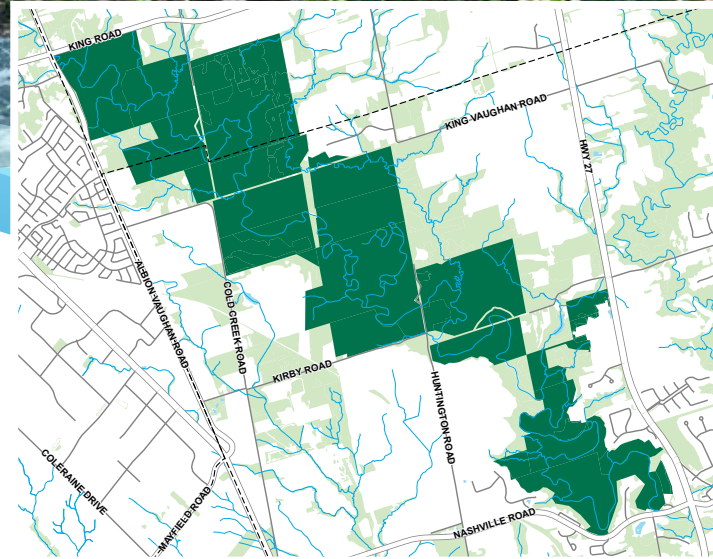 KING ROAD
KING VAUGHAN ROAD
HWY 27
ALBION VAUGHAN ROAD
COLD CREEK ROAD
KIRBY ROAD
HUNTINGTON ROAD
COLERAINE DRIVE
MAYFIELD ROAD
NASHVILLE ROAD